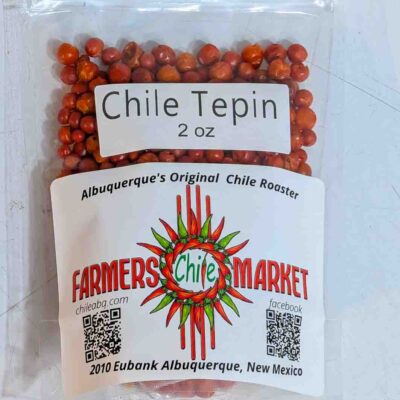 Chile Tepin
2 oz
Albuquerque's Original Chile Roaster
FARMERS Chile MARKET
chileabq.com facebook
2010 Eubank Albuquerque, New Mexico